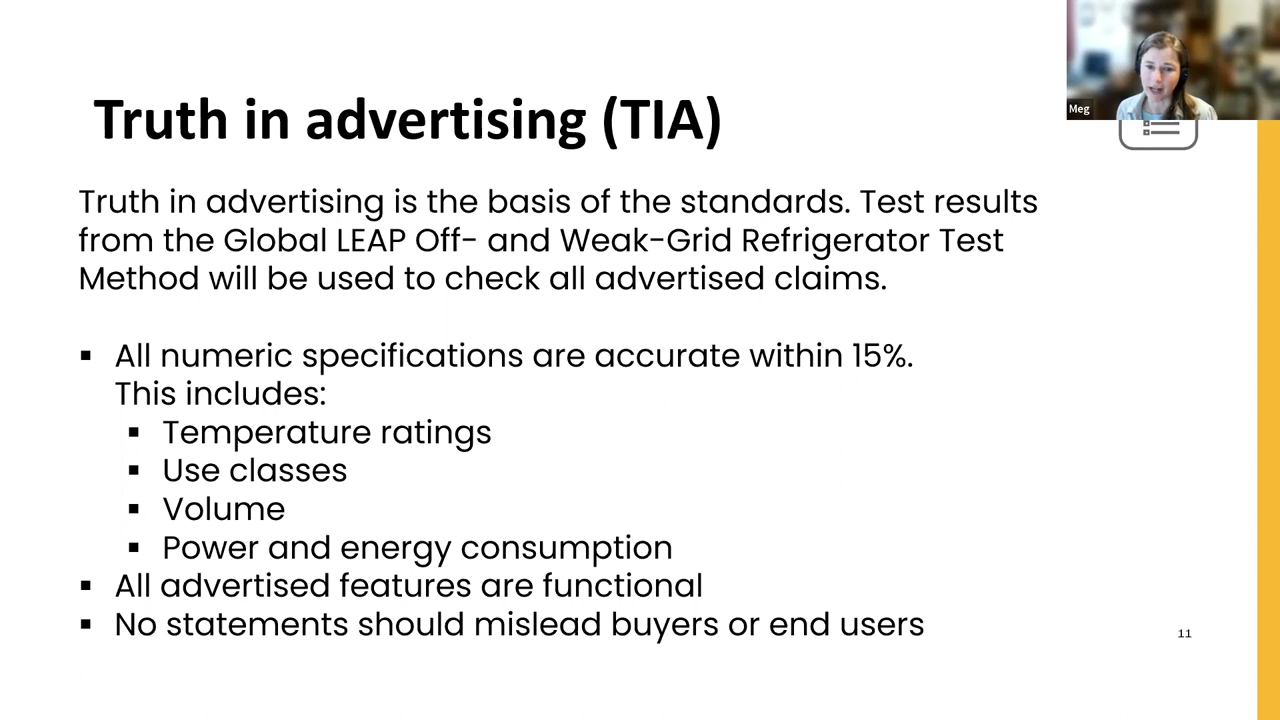 Meg
Truth in advertising (TIA)
Truth in advertising is the basis of the standards. Test results
from the Global LEAP Off- and Weak-Grid Refrigerator Test
Method will be used to check all advertised claims.
▪ All numeric specifications are accurate within 15%.
This includes:
▪ Temperature ratings
▪ Use classes
▪ Volume
▪ Power and energy consumption
▪ All advertised features are functional
▪ No statements should mislead buyers or end users
11